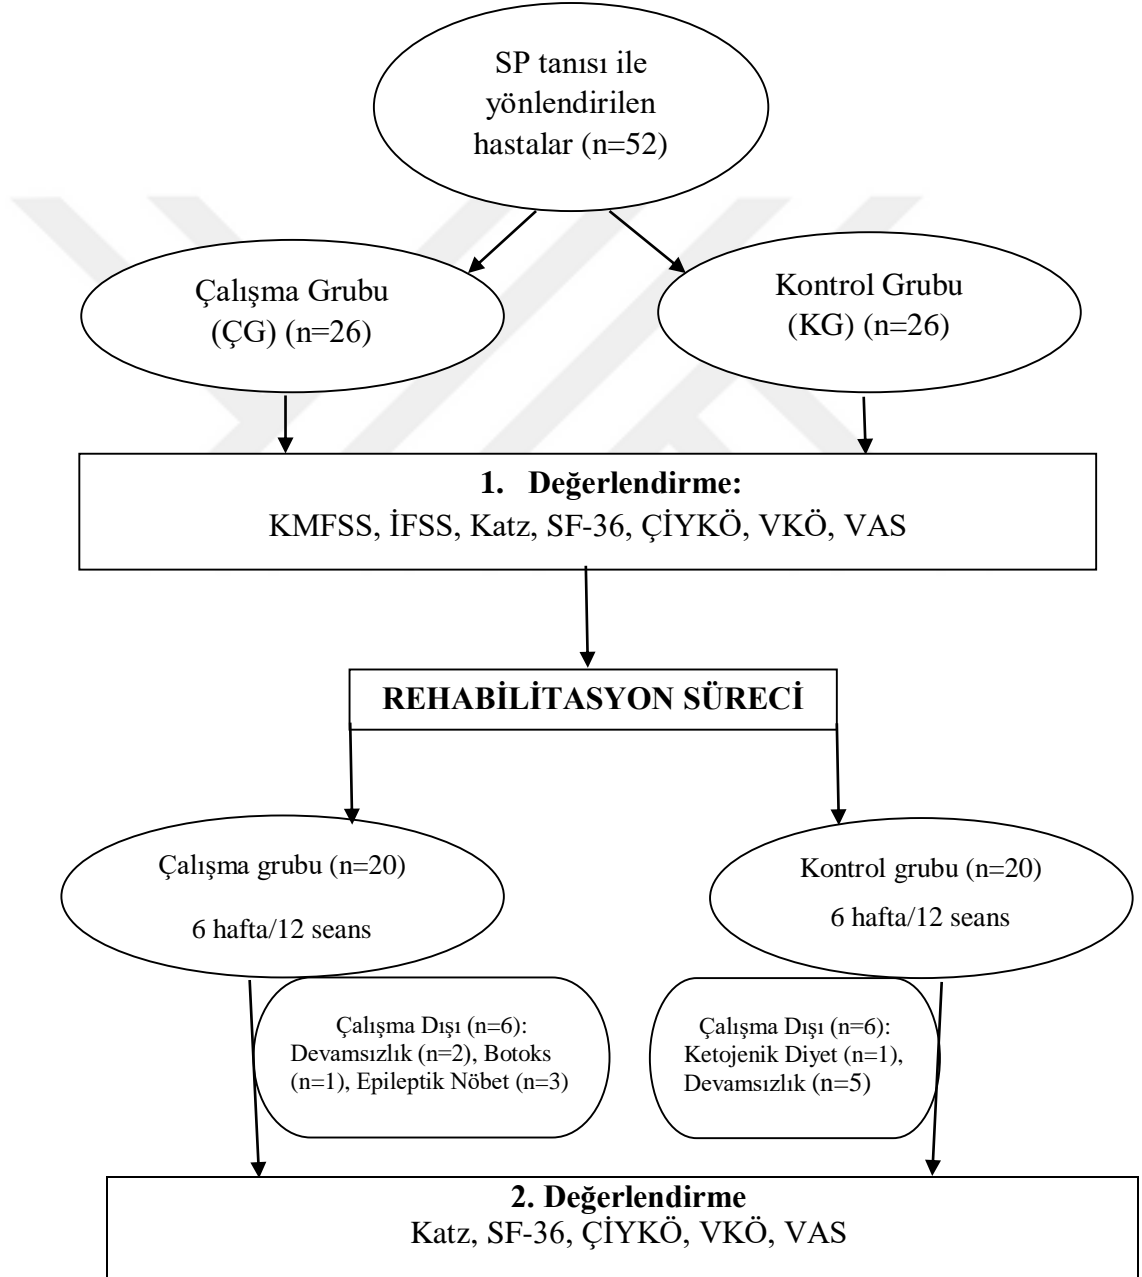 SP tanısı ile
yönlendirilen
hastalar (n=52)
Çalışma Grubu
(ÇG) (n=26)
Kontrol Grubu
(KG) (n=26)
1. Değerlendirme:
KMFSS, İFSS, Katz, SF-36, ÇİYKÖ, VKÖ, VAS
REHABİLİTASYON SÜRECİ
Çalışma grubu (n=20)
6 hafta/12 seans
Kontrol grubu (n=20)
6 hafta/12 seans
Çalışma Dışı (n=6):
Devamsızlık (n=2), Botoks
(n=1), Epileptik Nöbet (n=3)
Çalışma Dışı (n=6):
Ketojenik Diyet (n=1),
Devamsızlık (n=5)
2. Değerlendirme
Katz, SF-36, ÇİYKÖ, VKÖ, VAS